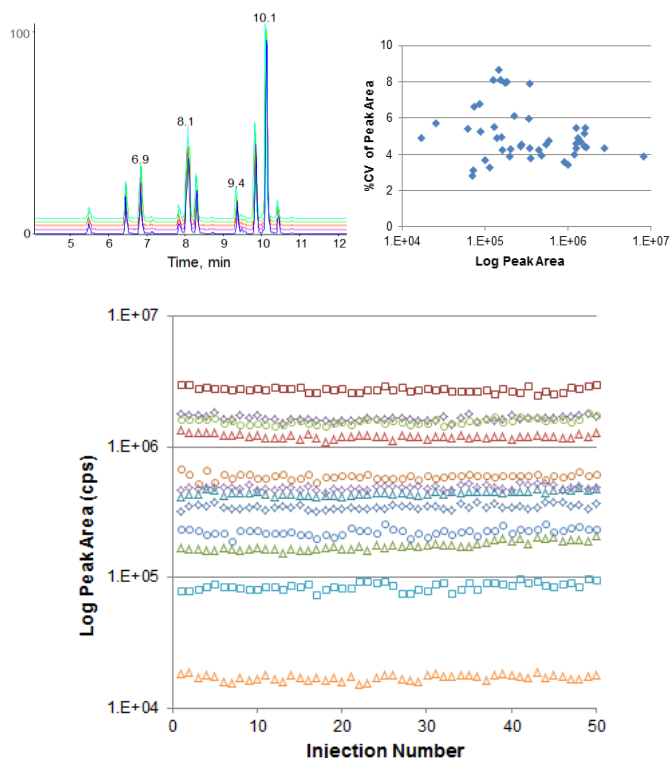 100
0
10.1
8.1
6.9
9.4
5 6 7 8 9 10 11 12
Time, min
%CV of Peak Area
10
8
6
4
2
0
1.E+04 1.E+05 1.E+06 1.E+07
Log Peak Area
Log Peak Area (cps)
1.E+07
1.E+06
1.E+05
1.E+04
0 10 20 30 40 50
Injection Number